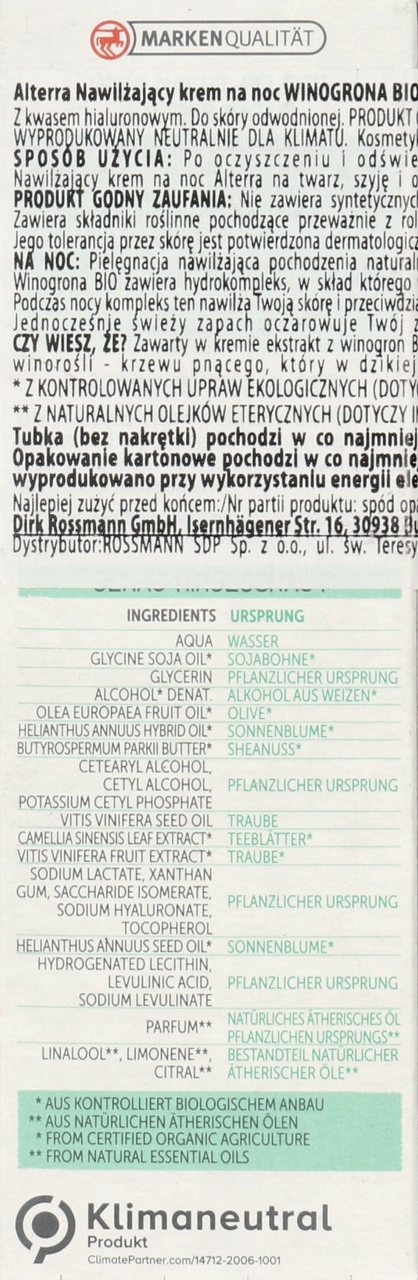 MARKENQUALITÄT
Alterra Nawilżający krem na noc WINOGRONA BIO
Z kwasem hialuronowym. Do skóry odwodnionej. PRODUKT
WYPRODUKOWANY NEUTRALNIE DLA KLIMATU. Kosmety
SPOSÓB UŻYCIA: Po oczyszczeniu i odświe
Nawilżający krem na noc Alterra na twarz, szyję i
PRODUKT GODNY ZAUFANIA: Nie zawiera syntetycznyc
Zawiera składniki roślinne pochodzące przeważnie z rol
Jego tolerancja przez skórę jest potwierdzona dermatologicz
NA NOC: Pielęgnacja nawilżająca pochodzenia natural
Winogrona BIO zawiera hydrokompleks, w skład którego
Podczas nocy kompleks ten nawilża Twoją skórę i przeciwdzia
Jednocześnie świeży zapach oczarowuje Twój z
CZY WIESZ, ŻE? Zawarty w kremie ekstrakt z winogron B
winorośli - krzewu pnącego, który w dzikiej
* Z KONTROLOWANYCH UPRAW EKOLOGICZNYCH (DOTY
** Z NATURALNYCH OLEJKÓW ETERYCZNYCH (DOTYCZY I
Tubka (bez nakrętki) pochodzi w co najmniej
Opakowanie kartonowe pochodzi w co najmnie
wyprodukowano przy wykorzystaniu energii ele
Najlepiej zużyć przed końcem:/Nr partii produktu: spód opa
Dirk Rossmann GmbH, Isernhägener Str. 16, 30938 Bu
Dystrybutor:ROSSMANN SDP Sp. z o.o., ul. św. Teresy
INGREDIENTS URSPRUNG
AQUA WASSER
GLYCINE SOJA OIL* SOJABOHNE*
GLYCERIN PFLANZLICHER URSPRUNG
ALCOHOL* DENAT. ALKOHOL AUS WEIZEN*
OLEA EUROPAEA FRUIT OIL* OLIVE*
HELIANTHUS ANNUUS HYBRID OIL* SONNENBLUME*
BUTYROSPERMUM PARKII BUTTER* SHEANUSS*
CETEARYL ALCOHOL,
CETYL ALCOHOL, PFLANZLICHER URSPRUNG
POTASSIUM CETYL PHOSPHATE
VITIS VINIFERA SEED OIL TRAUBE
CAMELLIA SINENSIS LEAF EXTRACT* TEEBLÄTTER*
VITIS VINIFERA FRUIT EXTRACT* TRAUBE*
SODIUM LACTATE, XANTHAN
GUM, SACCHARIDE ISOMERATE, PFLANZLICHER URSPRUNG
SODIUM HYALURONATE,
TOCOPHEROL
HELIANTHUS ANNUUS SEED OIL* SONNENBLUME*
HYDROGENATED LECITHIN,
LEVULINIC ACID, PFLANZLICHER URSPRUNG
SODIUM LEVULINATE
PARFUM** NATÜRLICHES ÄTHERISCHES ÖL
PFLANZLICHEN URSPRUNGS**
LINALOOL**, LIMONENE**, BESTANDTEIL NATÜRLICHER
CITRAL** ÄTHERISCHER ÖLE**
* AUS KONTROLLIERT BIOLOGISCHEM ANBAU
** AUS NATÜRLICHEN ÄTHERISCHEN ÖLEN
* FROM CERTIFIED ORGANIC AGRICULTURE
** FROM NATURAL ESSENTIAL OILS
Klimaneutral
Produkt
ClimatePartner.com/14712-2006-1001